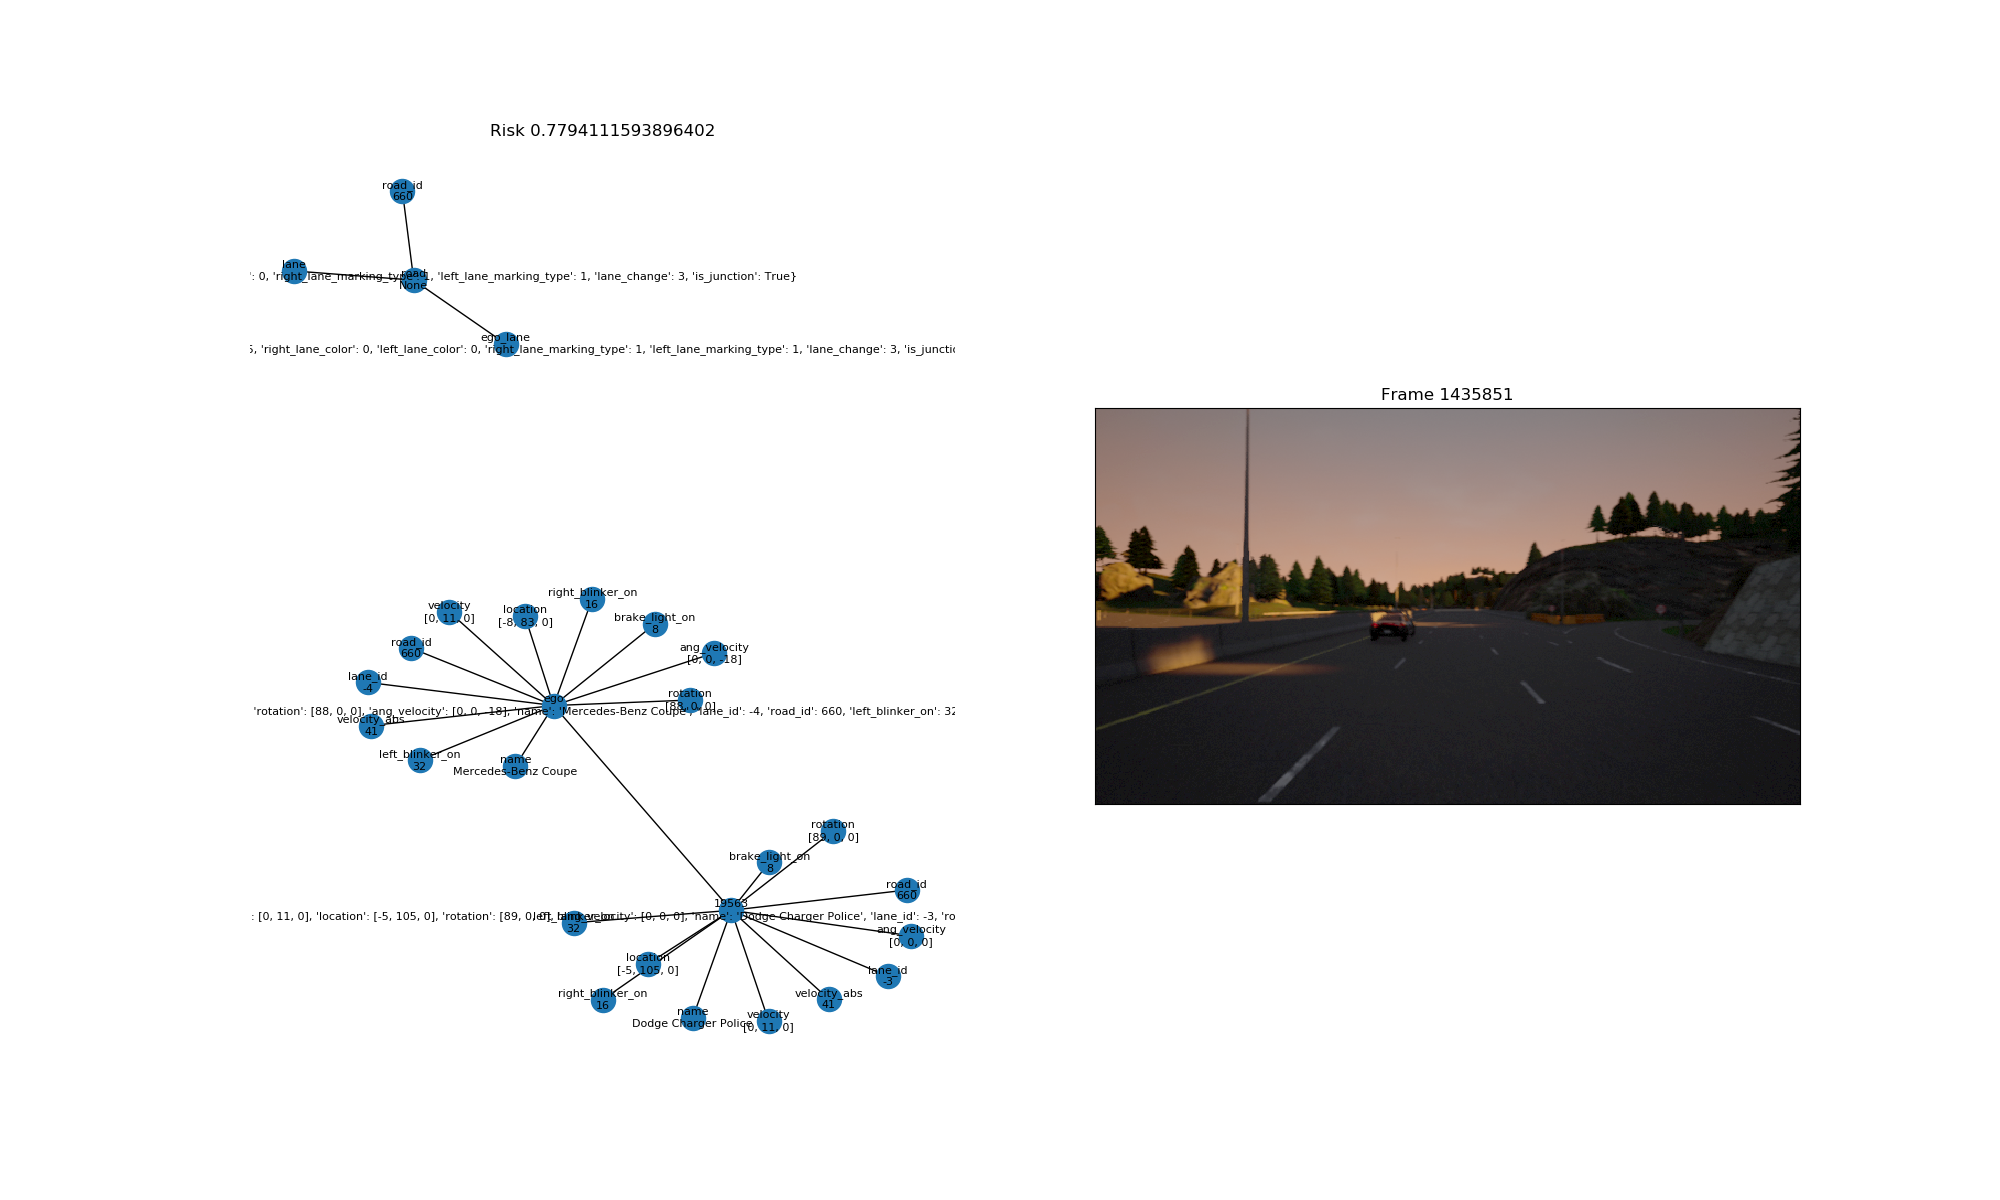 Risk 0.7794111593896402
road_id
660
lane
': 0, 'right_lane_marking_type': 1, 'left_lane_marking_type': 1, 'lane_change': 3, 'is_junction': True}
road
None
ego_lane
, 'right_lane_color': 0, 'left_lane_color': 0, 'right_lane_marking_type': 1, 'left_lane_marking_type': 1, 'lane_change': 3,
Frame 1435851
right_blinker_on
16
velocity
[0, 11, 0]
location
[-8, 83, 0]
brake_light_on
8
road_id
660
ang_velocity
[0, 0, -18]
lane_id
-4
rotation
[88, 0, 0]
ego
'rotation': [88, 0, 0], 'ang_velocity': [0, 0, -18], 'name': 'Mercedes-Benz Coupe', 'lane_id': -4, 'road_id': 660, 'left_blinker_on': 32
velocity_abs
41
left_blinker_on
32
name
Mercedes-Benz Coupe
rotation
[89, 0, 0]
brake_light_on
8
road_id
660
19563
: [0, 11, 0], 'location': [-5, 105, 0], 'rotation': [89, 0, 0], 'ang_velocity': [0, 0, 0], 'name': 'Dodge Charger Police', 'lane_id': -3, 'ro
left_blinker_on
32
ang_velocity
[0, 0, 0]
location
[-5, 105, 0]
lane_id
-3
right_blinker_on
16
velocity_abs
41
name
Dodge Charger Police
velocity
[0, 11, 0]